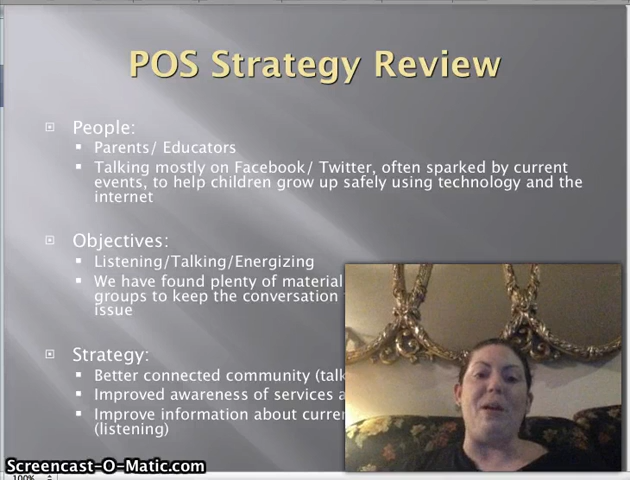 POS Strategy Review
People:
Parents/ Educators
Talking mostly on Facebook/ Twitter, often sparked by current
events, to help children grow up safely using technology and the
internet
Objectives:
Listening/Talking/Energizing
We have found plenty of material
groups to keep the conversation
issue
Strategy:
Better connected community (talk
Improved awareness of services a
Improve information about curre
(listening)
Screencast-O-Matic.com
100%